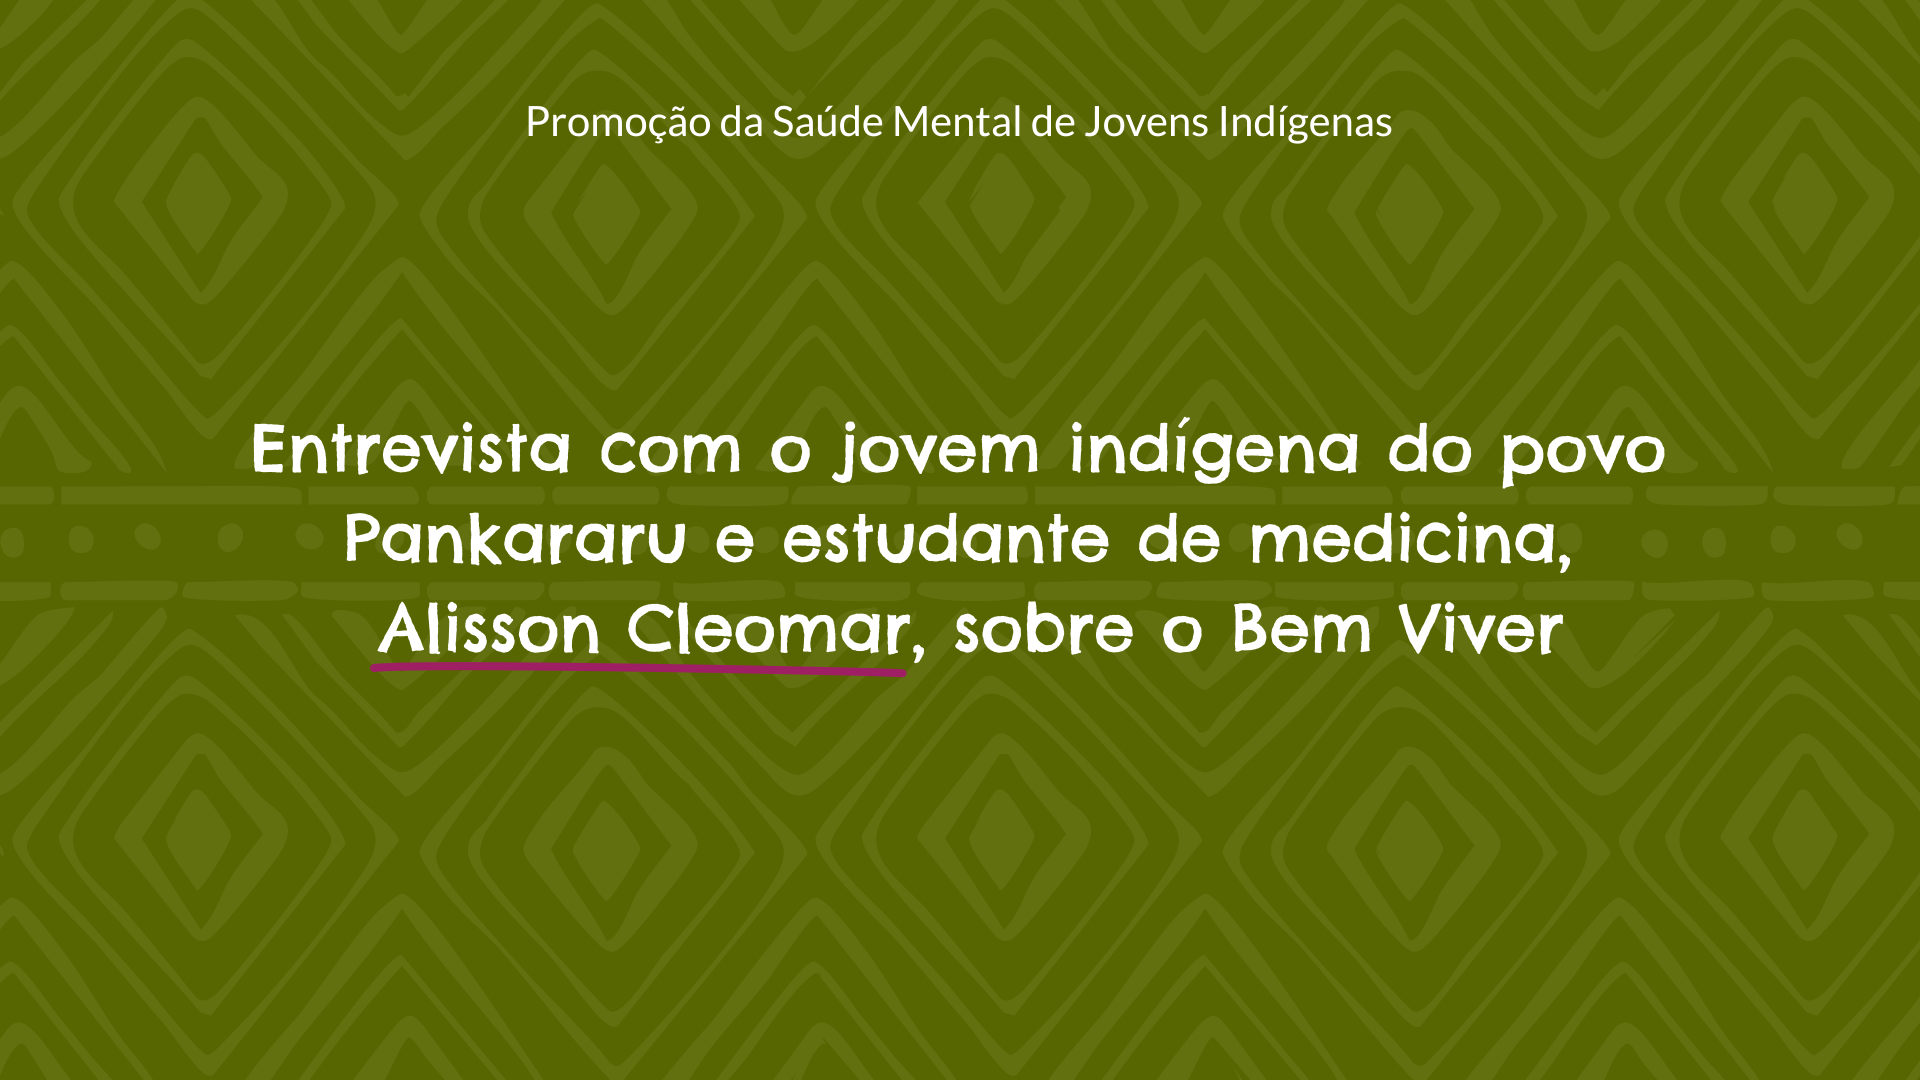 Promoção da Saúde Mental de Jovens Indígenas
Entrevista com o jovem indígena do povo
Pankararu e estudante de medicina,
Alisson Cleomar, sobre o Bem Viver